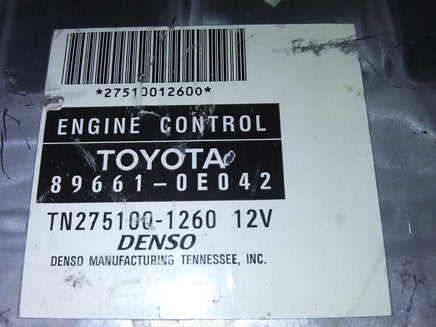 *27510012600*
ENGINE CONTROL
TOYOTA
89661-0E042
TN275100-1260 12V
DENSO
DENSO MANUFACTURING TENNESSEE, INC.